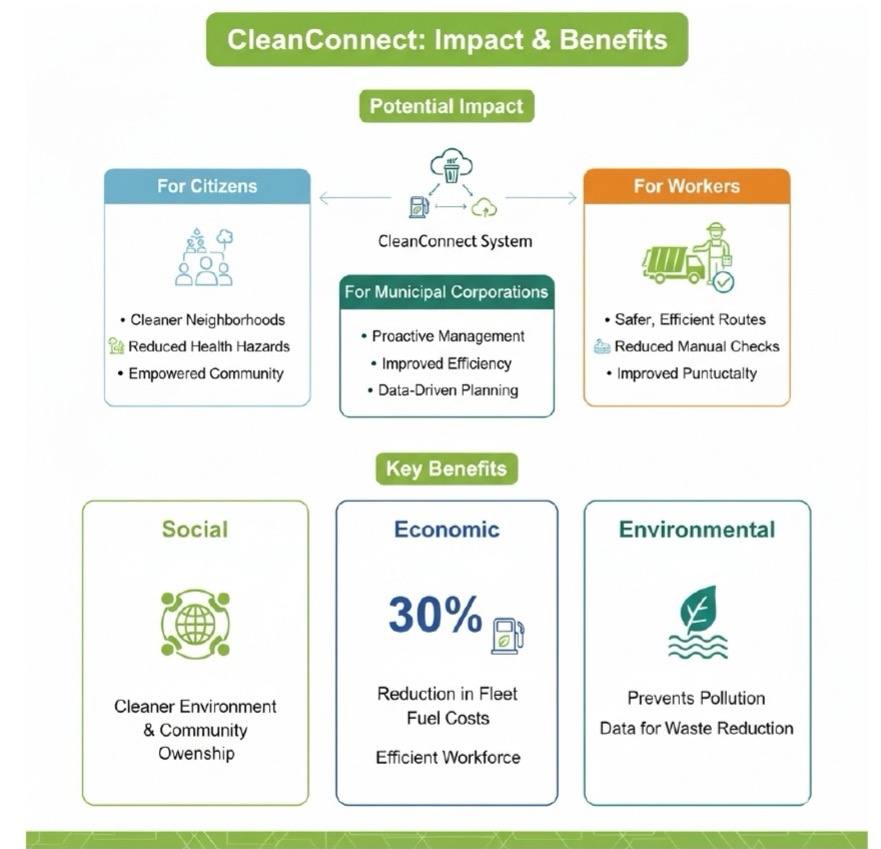 CleanConnect: Impact & Benefits
Potential Impact
For Citizens
• Cleaner Neighborhoods
Reduced Health Hazards
• Empowered Community
CleanConnect System
For Municipal Corporations
• Proactive Management
• Improved Efficiency
• Data-Driven Planning
For Workers
• Safer, Efficient Routes
Reduced Manual Checks
• Improved Puntuctalty
Key Benefits
Social
Cleaner Environment
& Community
Owenship
Economic
30%
Reduction in Fleet
Fuel Costs
Efficient Workforce
Environmental
Prevents Pollution
Data for Waste Reduction